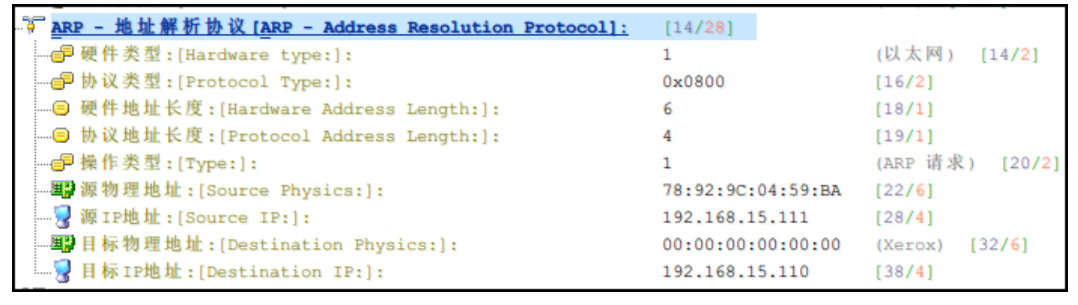 ARP - 地址解析协议[ARP - Address Resolution Protocol]: [14/28]
硬件类型:[Hardware type:]: 1 (以太网) [14/2]
协议类型:[Protocol Type:]: 0x0800 [16/2]
硬件地址长度:[Hardware Address Length:]: 6 [18/1]
协议地址长度:[Protocol Address Length:]: 4 [19/1]
操作类型:[Type:]: 1 (ARP 请求) [20/2]
源物理地址:[Source Physics:]: 78:92:9C:04:59:BA [22/6]
源IP地址:[Source IP:]: 192.168.15.111 [28/4]
目标物理地址:[Destination Physics:]: 00:00:00:00:00:00 (Xerox) [32/6]
目标IP地址:[Destination IP:]: 192.168.15.110 [38/4]